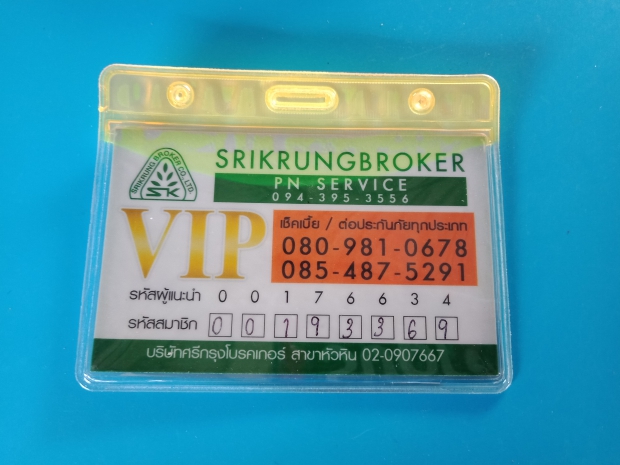 SRIKRUNG BROKER CO., LTD.
SK
SRIKRUNGBROKER
PN SERVICE
094-395-3556
VIP
เช็คเบี้ย / ต่อประกันภัยทุกประเภท
080-981-0678
085-487-5291
รหัสผู้แนะนำ 0 0 1 7 6 6 3 4
รหัสสมาชิก 0 0 1 9 3 3 6 9
บริษัทศรีกรุงโบรคเกอร์ สาขาหัวหิน 02-0907667